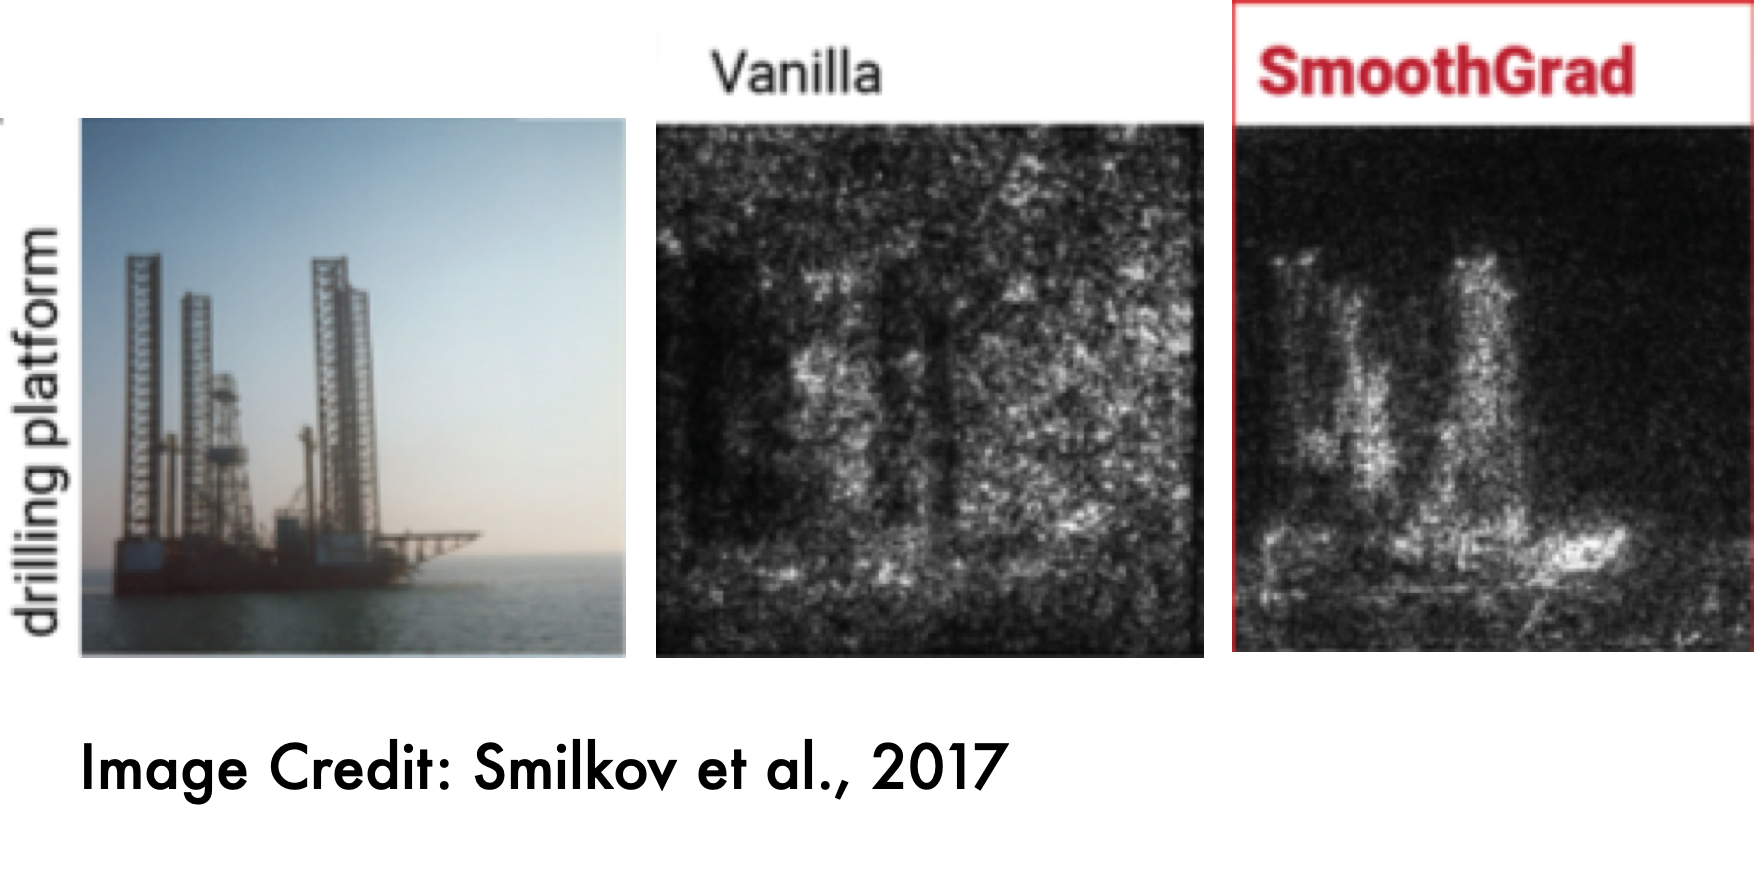 Vanilla
SmoothGrad
drilling platform
Image Credit: Smilkov et al., 2017